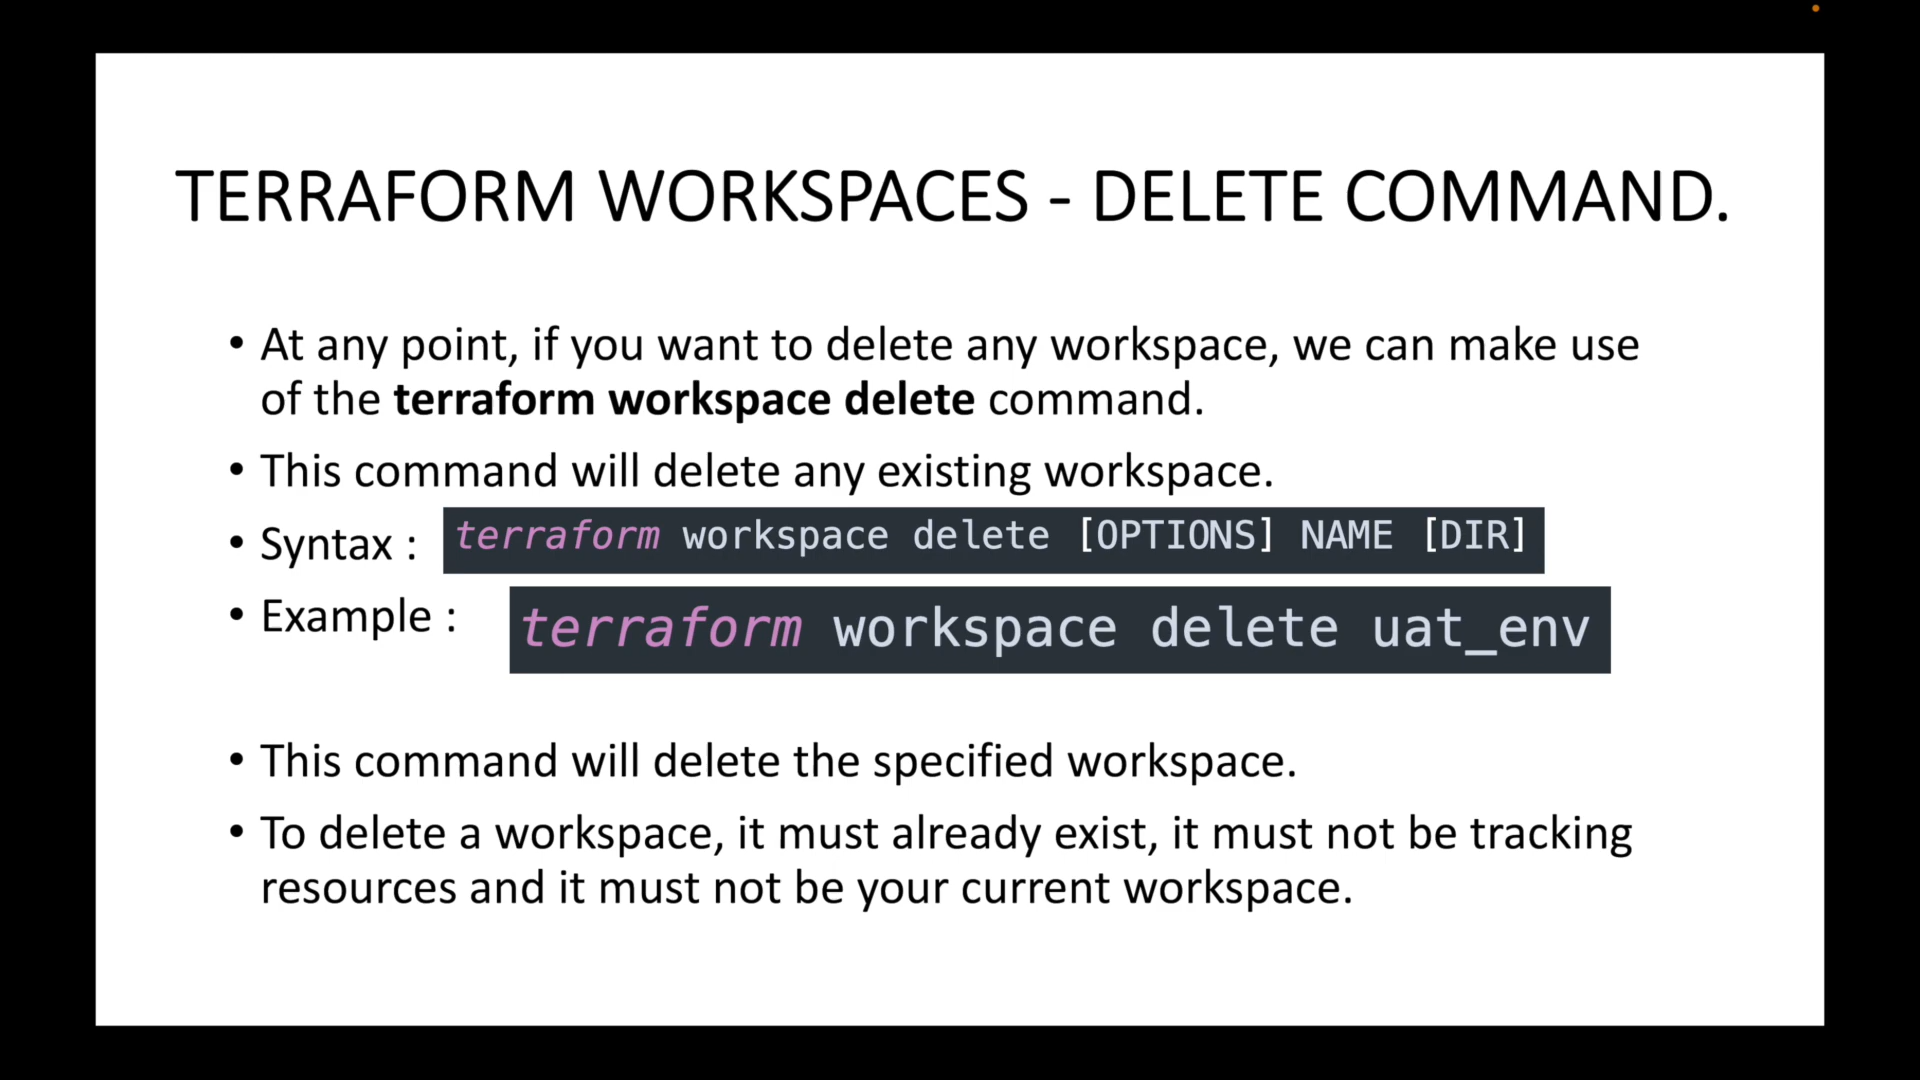 TERRAFORM WORKSPACES - DELETE COMMAND.
• At any point, if you want to delete any workspace, we can make use
of the terraform workspace delete command.
• This command will delete any existing workspace.
• Syntax : terraform workspace delete [OPTIONS] NAME [DIR]
• Example : terraform workspace delete uat_env
• This command will delete the specified workspace.
• To delete a workspace, it must already exist, it must not be tracking
resources and it must not be your current workspace.